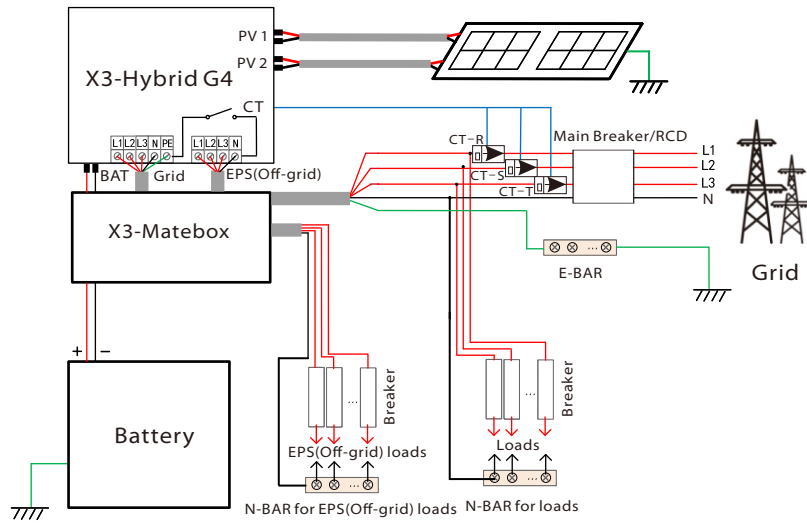 PV 1
X3-Hybrid G4
PV 2
CT
L1 L2 L3 N PE
L1 L2 L3 N
BAT
Grid
EPS(Off-grid)
CT-R
Main Breaker/RCD
L1
CT-S
L2
CT-T
L3
N
X3-Matebox
E-BAR
Grid
+ −
Battery
...
Breaker
...
Breaker
EPS(Off-grid) loads
Loads
...
...
N-BAR for EPS(Off-grid) loads
N-BAR for loads